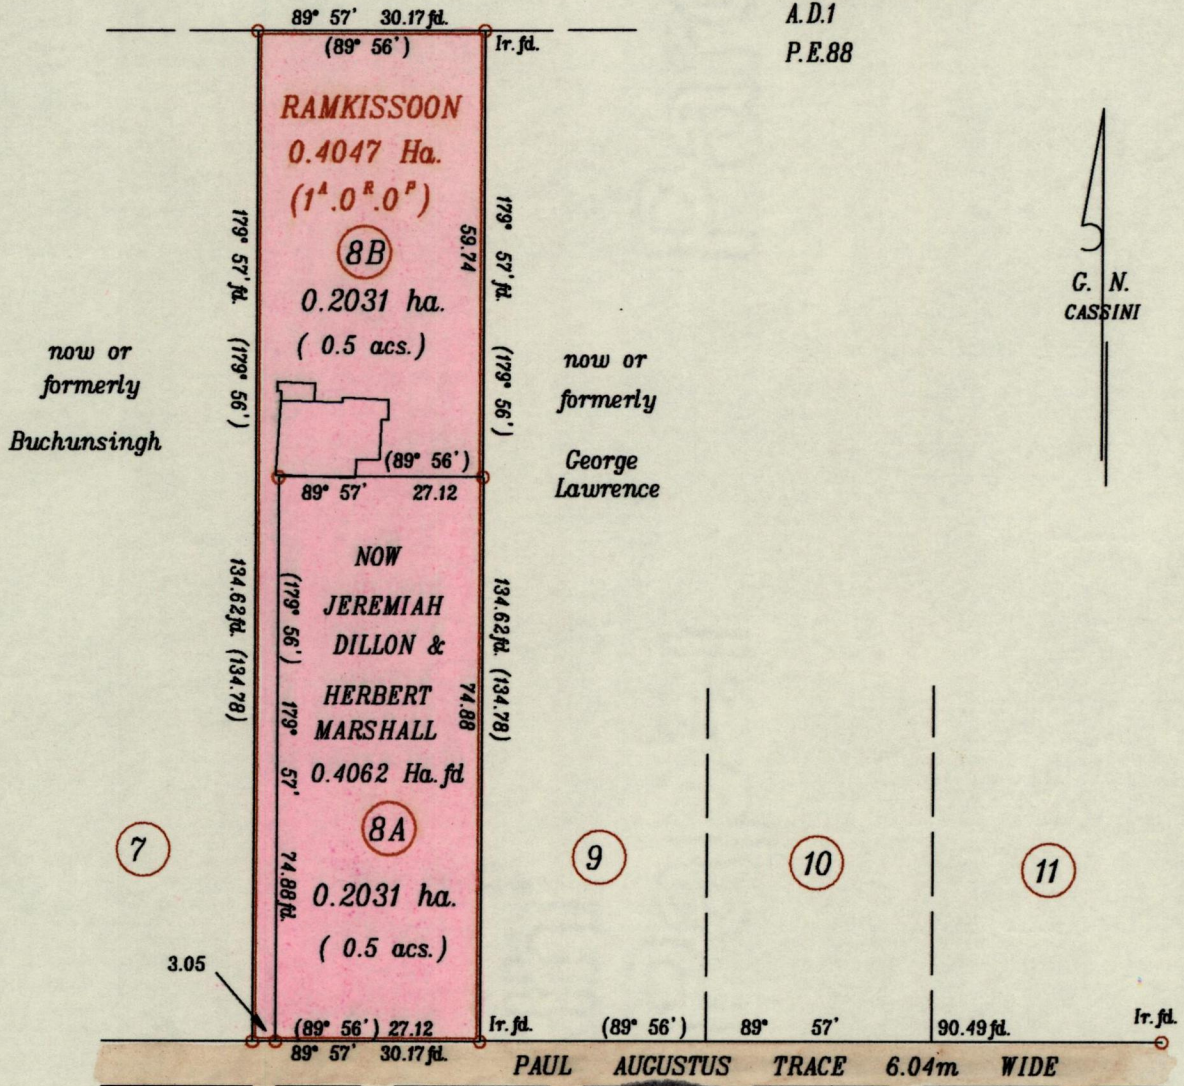 89° 57' 30.17fd.
(89° 56')
Ir.fd.
A.D.1
P.E.88
RAMKISSOON
0.4047 Ha.
(1ᴬ.0ᴿ.0ᴾ)
8B
0.2031 ha.
( 0.5 acs.)
179° 57' fd. (179° 56')
59.74
179° 57' fd. (179° 56')
G. N.
CASSINI
now or
formerly
Buchunsingh
now or
formerly
George
Lawrence
(89° 56')
89° 57' 27.12
134.62fd. (134.78)
(179° 56') 179° 57' 74.88fd.
NOW
JEREMIAH
DILLON &
HERBERT
MARSHALL
0.4062 Ha.fd
8A
0.2031 ha.
( 0.5 acs.)
74.88
134.62fd. (134.78)
7
9
10
11
3.05
(89° 56') 27.12
89° 57' 30.17fd.
Ir.fd.
(89° 56') 89° 57' 90.49fd.
Ir.fd.
PAUL AUGUSTUS TRACE 6.04m WIDE